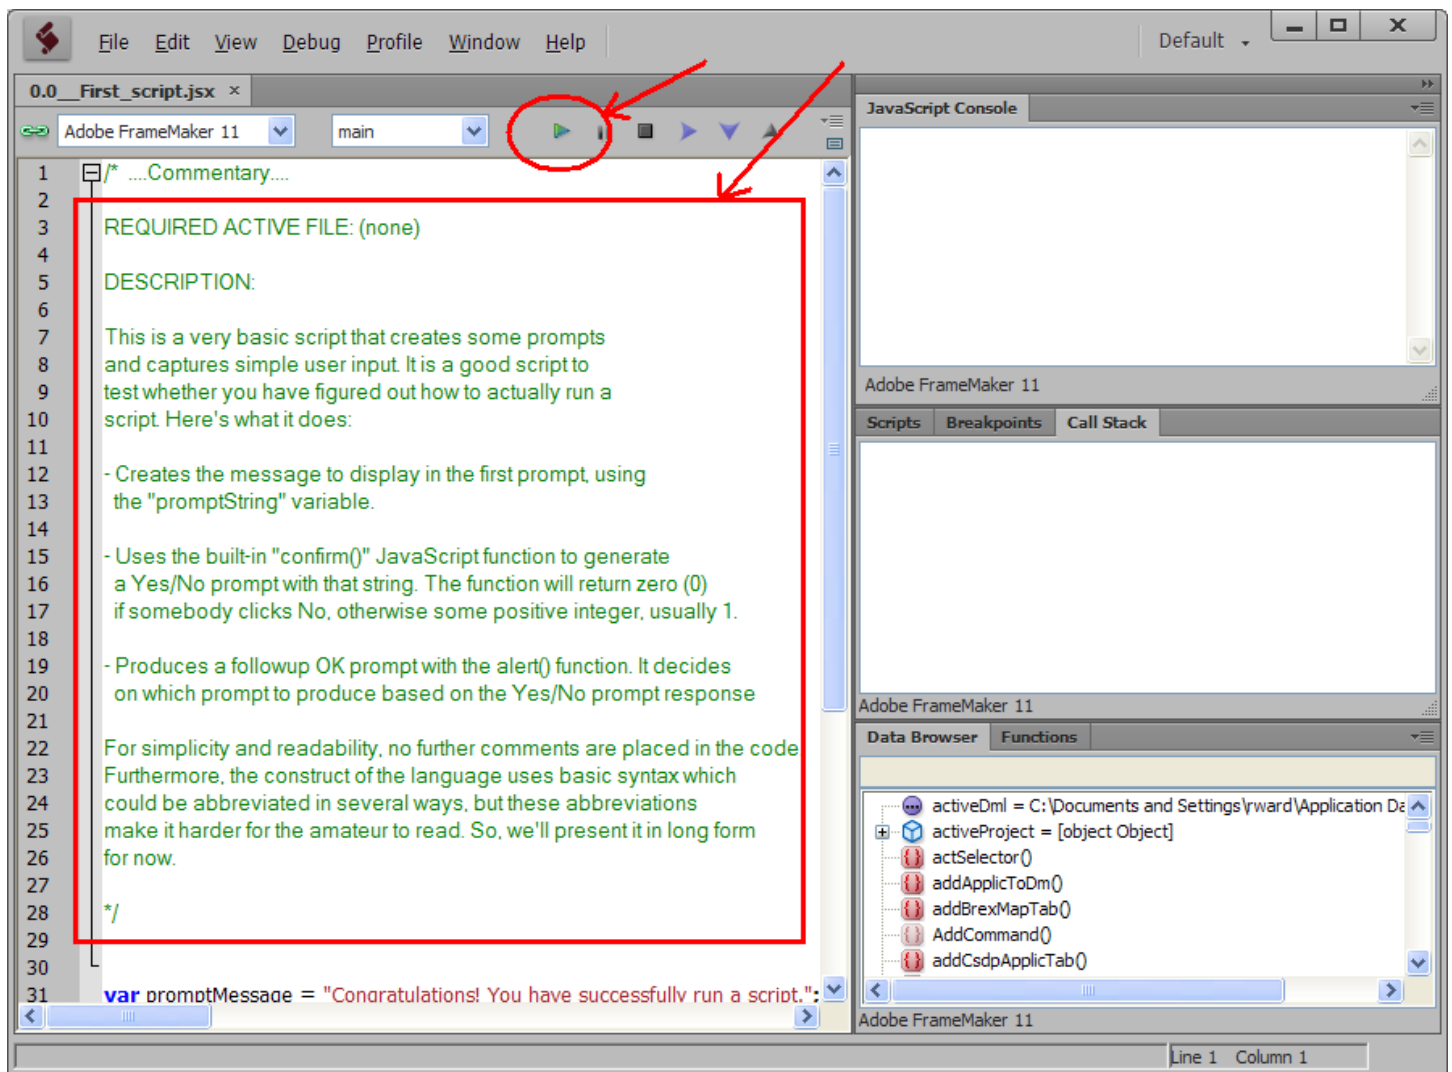 File Edit View Debug Profile Window Help
Default
0.0__First_script.jsx ×
Adobe FrameMaker 11
main
1 /* ....Commentary....
2
3 REQUIRED ACTIVE FILE: (none)
4
5 DESCRIPTION:
6
7 This is a very basic script that creates some prompts
8 and captures simple user input. It is a good script to
9 test whether you have figured out how to actually run a
10 script. Here's what it does:
11
12 - Creates the message to display in the first prompt, using
13 the "promptString" variable.
14
15 - Uses the built-in "confirm()" JavaScript function to generate
16 a Yes/No prompt with that string. The function will return zero (0)
17 if somebody clicks No, otherwise some positive integer, usually 1.
18
19 - Produces a followup OK prompt with the alert() function. It decides
20 on which prompt to produce based on the Yes/No prompt response
21
22 For simplicity and readability, no further comments are placed in the code.
23 Furthermore, the construct of the language uses basic syntax which
24 could be abbreviated in several ways, but these abbreviations
25 make it harder for the amateur to read. So, we'll present it in long form
26 for now.
27
28 */
29
30
31 var promptMessage = "Congratulations! You have successfully run a script.";
JavaScript Console
Adobe FrameMaker 11
Scripts Breakpoints Call Stack
Adobe FrameMaker 11
Data Browser Functions
activeDml = C:\Documents and Settings\rward\Application Da
activeProject = [object Object]
actSelector()
addApplicToDm()
addBrexMapTab()
AddCommand()
addCsdpApplicTab()
Adobe FrameMaker 11
Line 1 Column 1